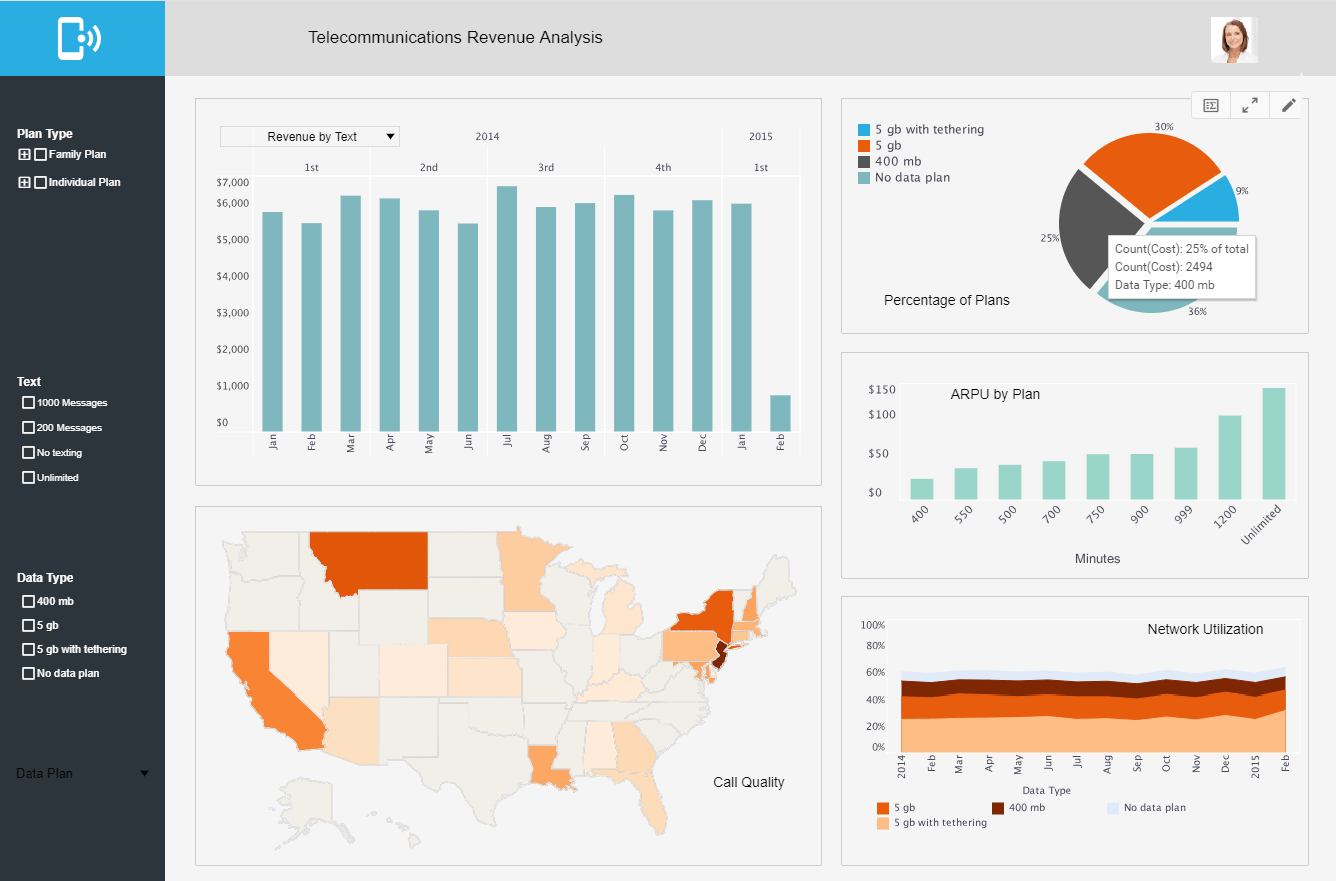 Telecommunications Revenue Analysis
Plan Type
Family Plan
Individual Plan
Text
1000 Messages
200 Messages
No texting
Unlimited
Data Type
400 mb
5 gb
5 gb with tethering
No data plan
Data Plan
Revenue by Text
2014
2015
1st
2nd
3rd
4th
1st
$7,000
$6,000
$5,000
$4,000
$3,000
$2,000
$1,000
$0
Jan
Feb
Mar
Apr
May
Jun
Jul
Aug
Sep
Oct
Nov
Dec
Jan
Feb
Call Quality
5 gb with tethering
5 gb
400 mb
No data plan
30%
9%
25%
36%
Count(Cost): 25% of total
Count(Cost): 2494
Data Type: 400 mb
Percentage of Plans
ARPU by Plan
$150
$100
$50
$0
400
550
500
700
750
900
999
1200
Unlimited
Minutes
Network Utilization
100%
80%
60%
40%
20%
0%
2014
Feb
Mar
Apr
May
Jun
Jul
Aug
Sep
Oct
Nov
Dec
2015
Feb
Data Type
5 gb
400 mb
No data plan
5 gb with tethering